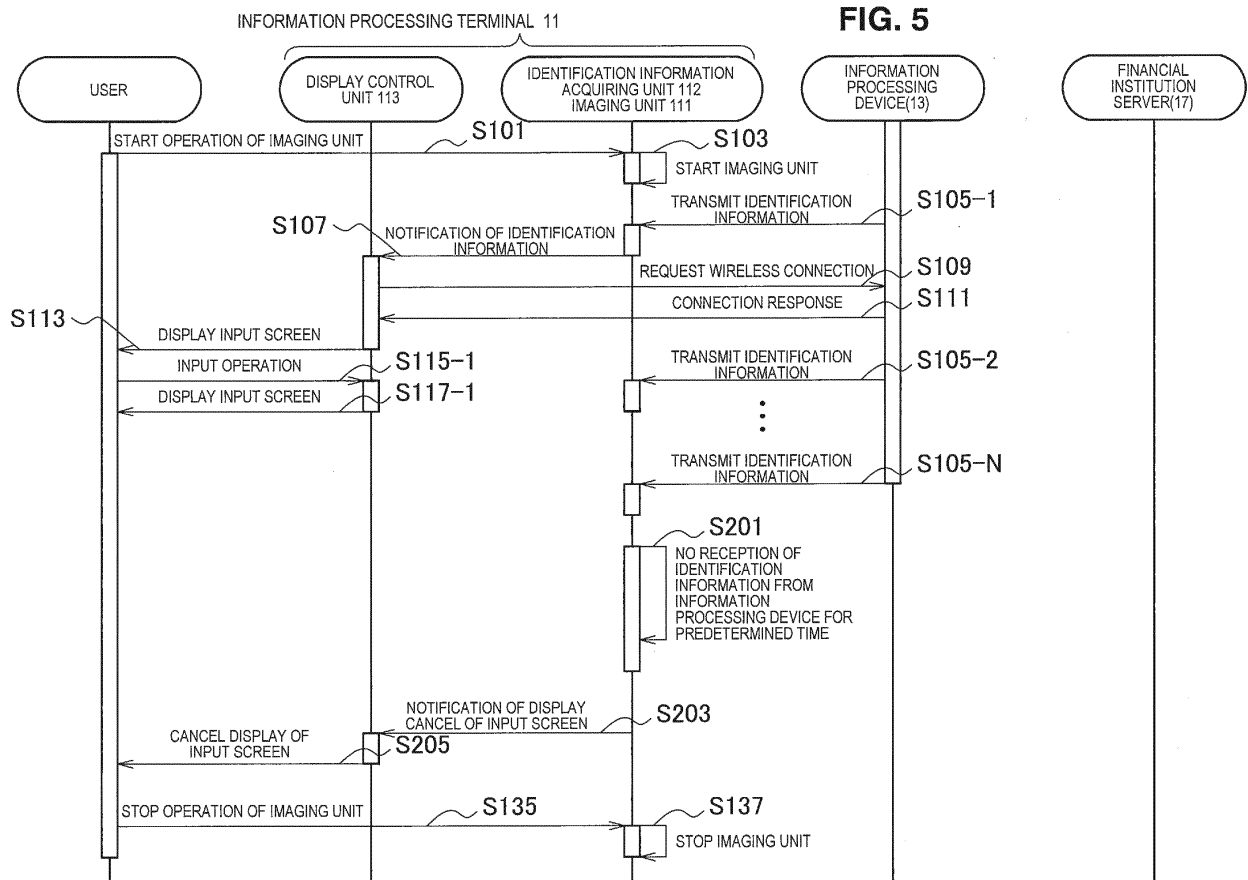 INFORMATION PROCESSING TERMINAL 11
FIG. 5
USER
DISPLAY CONTROL
UNIT 113
IDENTIFICATION INFORMATION
ACQUIRING UNIT 112
IMAGING UNIT 111
INFORMATION
PROCESSING
DEVICE(13)
FINANCIAL
INSTITUTION
SERVER(17)
START OPERATION OF IMAGING UNIT
S101
S103
START IMAGING UNIT
TRANSMIT IDENTIFICATION
INFORMATION
S105-1
S107
NOTIFICATION OF IDENTIFICATION
INFORMATION
REQUEST WIRELESS CONNECTION
S109
CONNECTION RESPONSE
S111
S113
DISPLAY INPUT SCREEN
INPUT OPERATION
S115-1
TRANSMIT IDENTIFICATION
INFORMATION
S105-2
DISPLAY INPUT SCREEN
S117-1
TRANSMIT IDENTIFICATION
INFORMATION
S105-N
S201
NO RECEPTION OF
IDENTIFICATION
INFORMATION FROM
INFORMATION
PROCESSING DEVICE FOR
PREDETERMINED TIME
NOTIFICATION OF DISPLAY
CANCEL OF INPUT SCREEN
S203
CANCEL DISPLAY OF
INPUT SCREEN
S205
STOP OPERATION OF IMAGING UNIT
S135
S137
STOP IMAGING UNIT